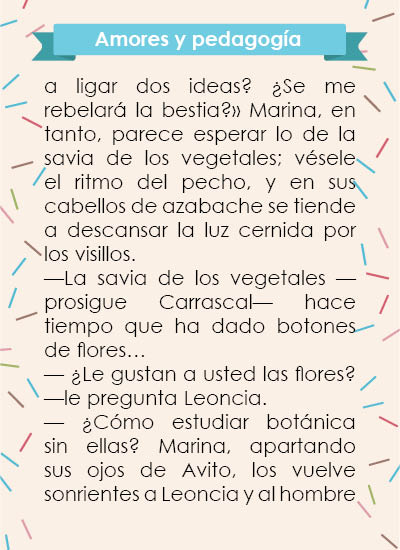 Amores y pedagogía
a ligar dos ideas? ¿Se me
rebelará la bestia?» Marina, en
tanto, parece esperar lo de la
savia de los vegetales; vésele
el ritmo del pecho, y en sus
cabellos de azabache se tiende
a descansar la luz cernida por
los visillos.
—La savia de los vegetales —
prosigue Carrascal— hace
tiempo que ha dado botones
de flores…
— ¿Le gustan a usted las flores?
—le pregunta Leoncia.
— ¿Cómo estudiar botánica
sin ellas? Marina, apartando
sus ojos de Avito, los vuelve
sonrientes a Leoncia y al hombre